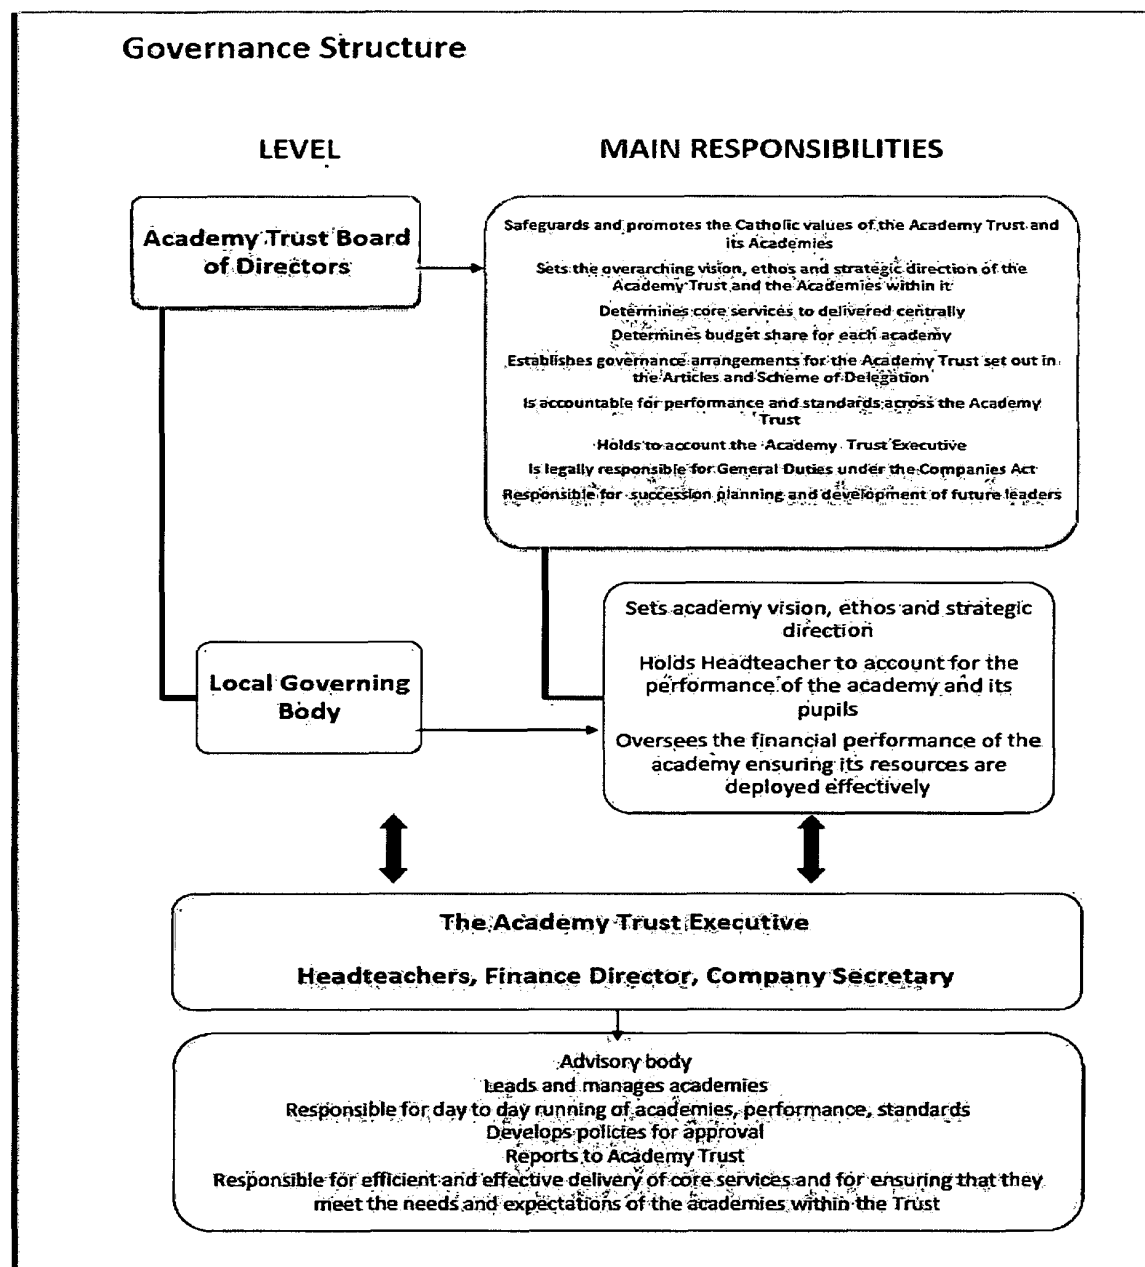 Governance Structure
LEVEL
MAIN RESPONSIBILITIES
Academy Trust Board
of Directors
Safeguards and promotes the Catholic values of the Academy Trust and
its Academies
Sets the overarching vision, ethos and strategic direction of the
Academy Trust and the Academies within it
Determines core services to delivered centrally
Determines budget share for each academy
Establishes governance arrangements for the Academy Trust set out in
the Articles and Scheme of Delegation
Is accountable for performance and standards across the Academy
Trust
Holds to account the Academy Trust Executive
Is legally responsible for General Duties under the Companies Act
Responsible for succession planning and development of future leaders
Local Governing
Body
Sets academy vision, ethos and strategic
direction
Holds Headteacher to account for the
performance of the academy and its
pupils
Oversees the financial performance of the
academy ensuring its resources are
deployed effectively
The Academy Trust Executive
Headteachers, Finance Director, Company Secretary
Advisory body
Leads and manages academies
Responsible for day to day running of academies, performance, standards
Develops policies for approval
Reports to Academy Trust
Responsible for efficient and effective delivery of core services and for ensuring that they
meet the needs and expectations of the academies within the Trust